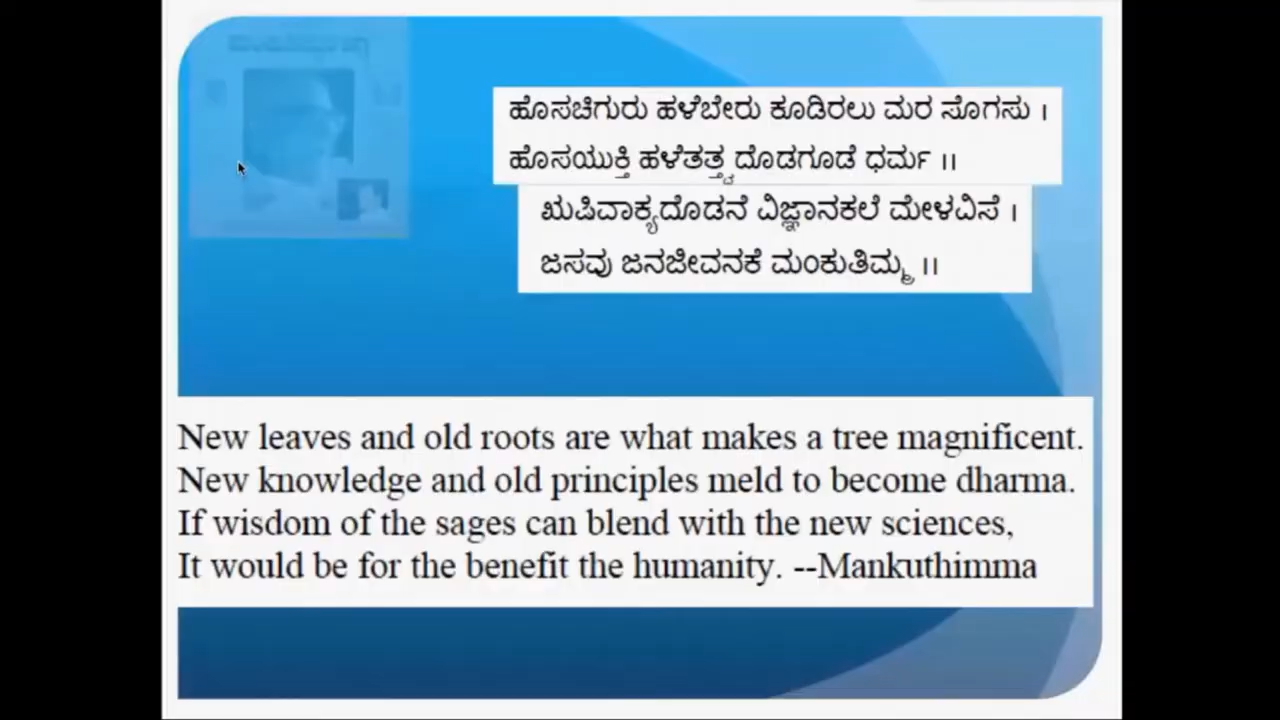 ಹೊಸಚಿಗುರು ಹಳೆಬೇರು ಕೂಡಿರಲು ಮರ ಸೊಗಸು ।
ಹೊಸಯುಕ್ತಿ ಹಳೆತತ್ತ್ವದೊಡಗೂಡೆ ಧರ್ಮ ।।
ಋಷಿವಾಕ್ಯದೊಡನೆ ವಿಜ್ಞಾನಕಲೆ ಮೇಳವಿಸೆ ।
ಜಸವು ಜನಜೀವನಕೆ ಮಂಕುತಿಮ್ಮ ।।
New leaves and old roots are what makes a tree magnificent.
New knowledge and old principles meld to become dharma.
If wisdom of the sages can blend with the new sciences,
It would be for the benefit the humanity. --Mankuthimma